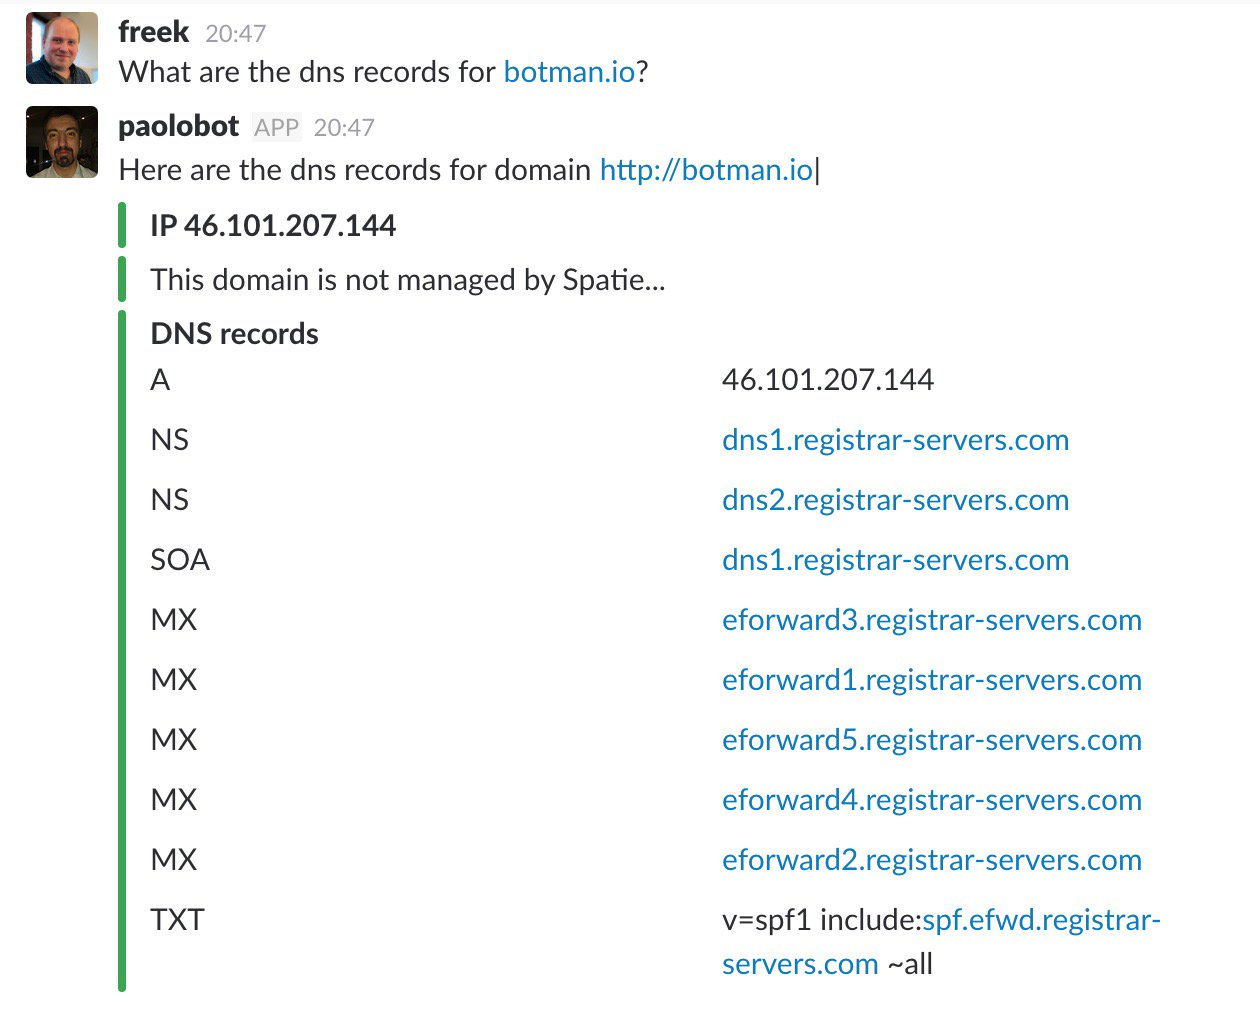 freek 20:47
What are the dns records for botman.io?
paolobot APP 20:47
Here are the dns records for domain http://botman.io|
IP 46.101.207.144
This domain is not managed by Spatie...
DNS records
A 46.101.207.144
NS dns1.registrar-servers.com
NS dns2.registrar-servers.com
SOA dns1.registrar-servers.com
MX eforward3.registrar-servers.com
MX eforward1.registrar-servers.com
MX eforward5.registrar-servers.com
MX eforward4.registrar-servers.com
MX eforward2.registrar-servers.com
TXT v=spf1 include:spf.efwd.registrar-
servers.com ~all